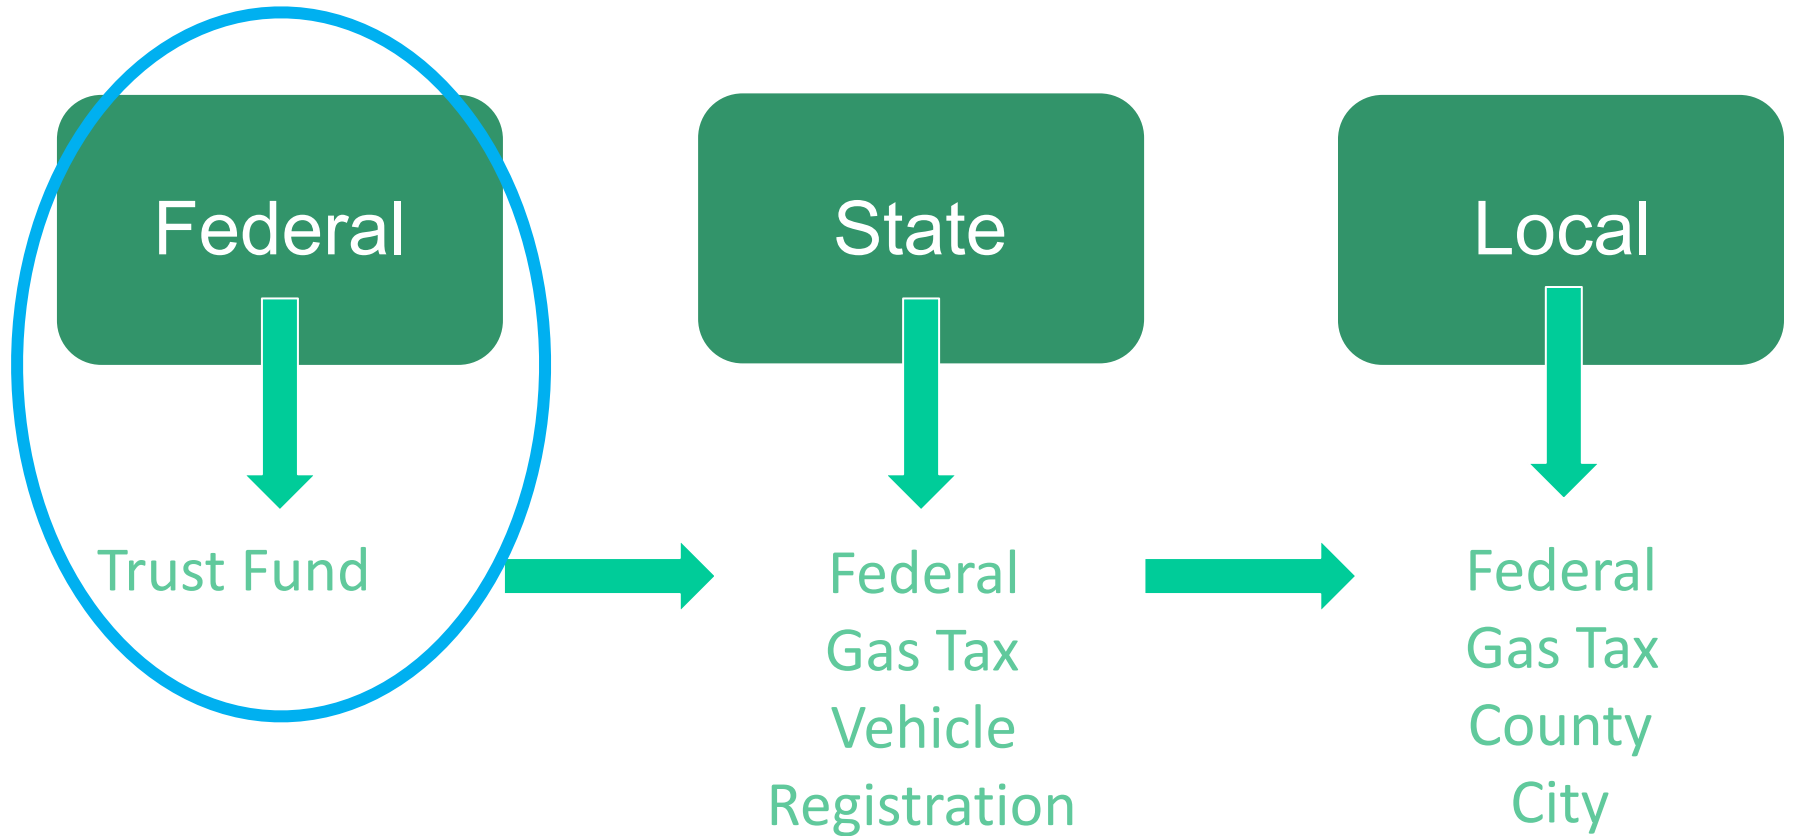 Federal
State
Local
Trust Fund
Federal
Gas Tax
Vehicle
Registration
Federal
Gas Tax
County
City